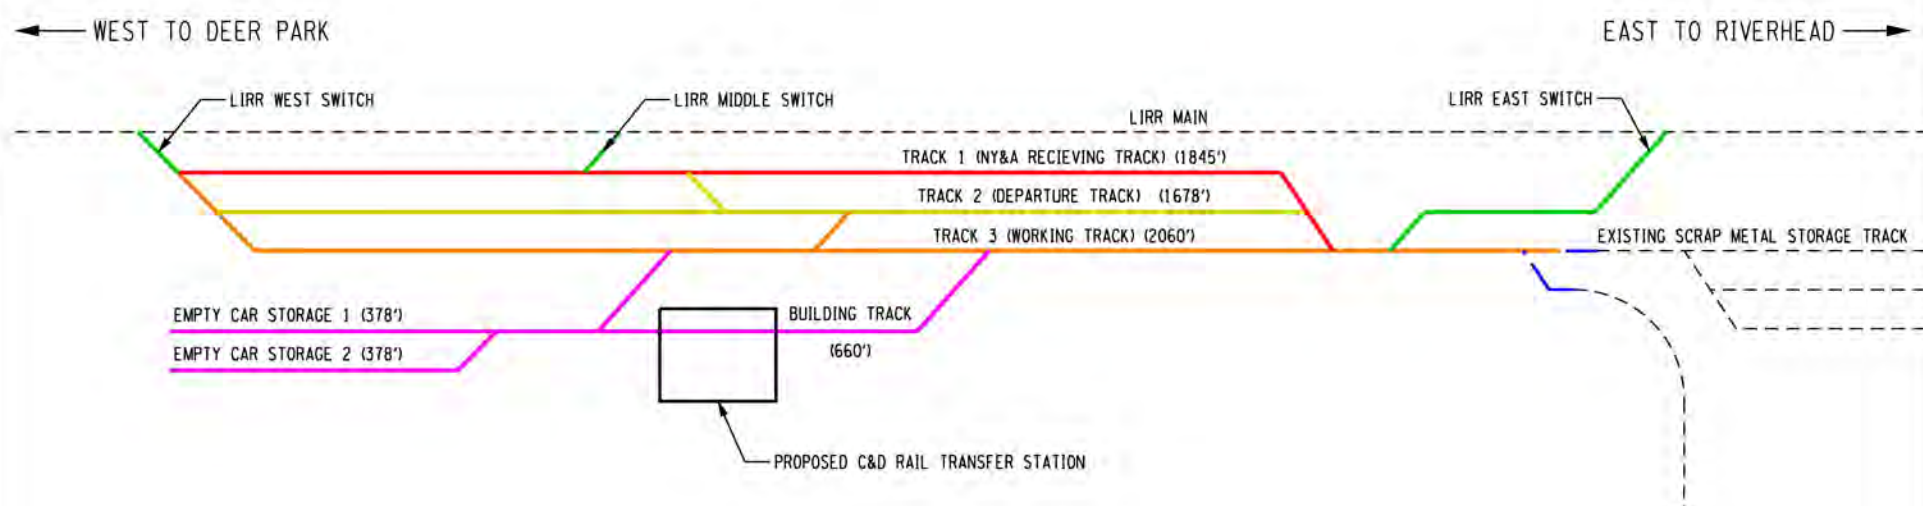 WEST TO DEER PARK
EAST TO RIVERHEAD
LIRR WEST SWITCH
LIRR MIDDLE SWITCH
LIRR EAST SWITCH
LIRR MAIN
TRACK 1 (NY&A RECIEVING TRACK) (1845')
TRACK 2 (DEPARTURE TRACK) (1678')
TRACK 3 (WORKING TRACK) (2060')
EXISTING SCRAP METAL STORAGE TRACK
EMPTY CAR STORAGE 1 (378')
BUILDING TRACK
(660')
EMPTY CAR STORAGE 2 (378')
PROPOSED C&D RAIL TRANSFER STATION